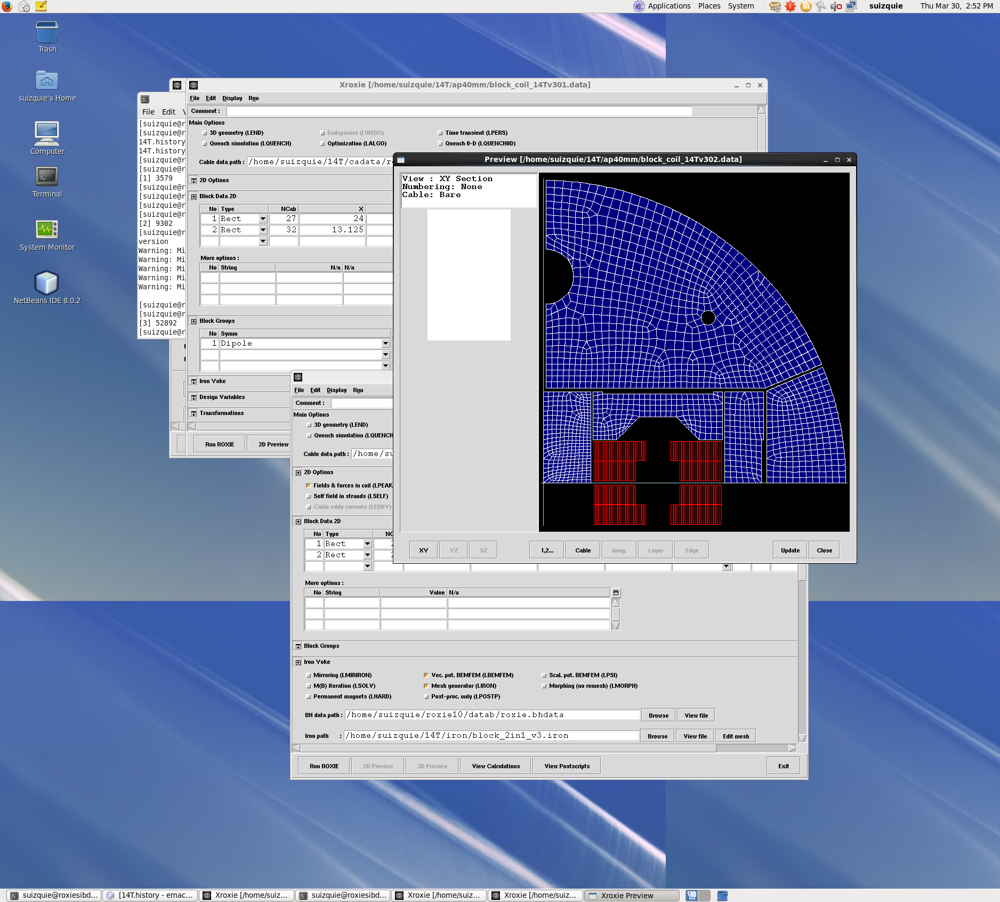 Applications Places System suizquie Thu Mar 30, 2:52 PM
Trash
suizquie's Home
Computer
Terminal
System Monitor
NetBeans IDE 8.0.2
File Edit
[suizquie@r
[suizquie@r
14T.history
14T.history
[suizquie@r
[suizquie@r
[1] 3579
[suizquie@r
[suizquie@r
[suizquie@r
[suizquie@r
[2] 9302
[suizquie@r
version
Warning: Mi
Warning: Mi
Warning: Mi
Warning: Mi
Warning: Mi
[suizquie@r
[suizquie@r
[3] 52892
[suizquie@r
Xroxie [/home/suizquie/14T/ap40mm/block_coil_14Tv301.data]
File Edit Display Run
Comment :
Main Options
3D geometry (LEND) Endspacers (LWEDG) Time transient (LPERS)
Quench simulation (LQUENCH) Optimization (LALGO) Quench 0-D (LQUENCH0D)
Cable data path : /home/suizquie/14T/cadata/r
2D Options
Block Data 2D
No Type NCab X
1 Rect 27 24
2 Rect 32 13.125
More options :
No String N/a N/a
Block Groups
No Symm
1 Dipole
Iron Yoke
Design Variables
Transformations
Run ROXIE 2D Preview
Preview [/home/suizquie/14T/ap40mm/block_coil_14Tv302.data]
View : XY Section
Numbering: None
Cable: Bare
XY YZ SZ 1,2... Cable Imag. Layer Edge Update Close
File Edit Display Run
Comment :
Main Options
3D geometry (LEND)
Quench simulation (LQUENCH
Cable data path : /home/su
2D Options
Fields & forces in coil (LPEAK
Self field in strands (LSELF)
Cable eddy currents (LEDDY)
Block Data 2D
No Type NC
1 Rect 2
2 Rect 2
More options :
No String Value N/a
Block Groups
Iron Yoke
Mirroring (LMIRIRON) Vec. pot. BEMFEM (LBEMFEM) Scal. pot. BEMFEM (LPSI)
M(B) iteration (LSOLV) Mesh generator (LIRON) Morphing (no remesh) (LMORPH)
Permanent magnets (LHARD) Post-proc. only (LPOSTP)
BH data path : /home/suizquie/roxie10/datab/roxie.bhdata Browse View file
Iron path : /home/suizquie/14T/iron/block_2in1_v3.iron Browse View file Edit mesh
Run ROXIE 2D Preview 3D Preview View Calculations View Postscripts Exit
suizquie@roxiesibd... [14T.history - emac... Xroxie [/home/suiz... suizquie@roxiesibd... Xroxie [/home/suiz... Xroxie [/home/suiz... Xroxie Preview